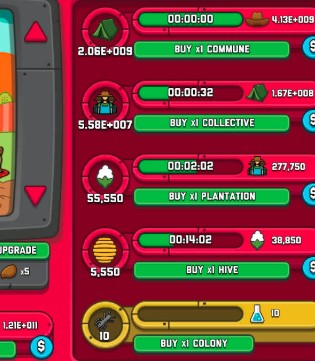 00:00:00
4.13E+009
2.06E+009
BUY x1 COMMUNE
$
00:00:32
1.67E+008
5.58E+007
BUY x1 COLLECTIVE
$
00:02:02
277,750
55,550
BUY x1 PLANTATION
$
00:14:02
38,850
5,550
BUY x1 HIVE
$
UPGRADE
x5
10
10
BUY x1 COLONY
1.21E+011
$